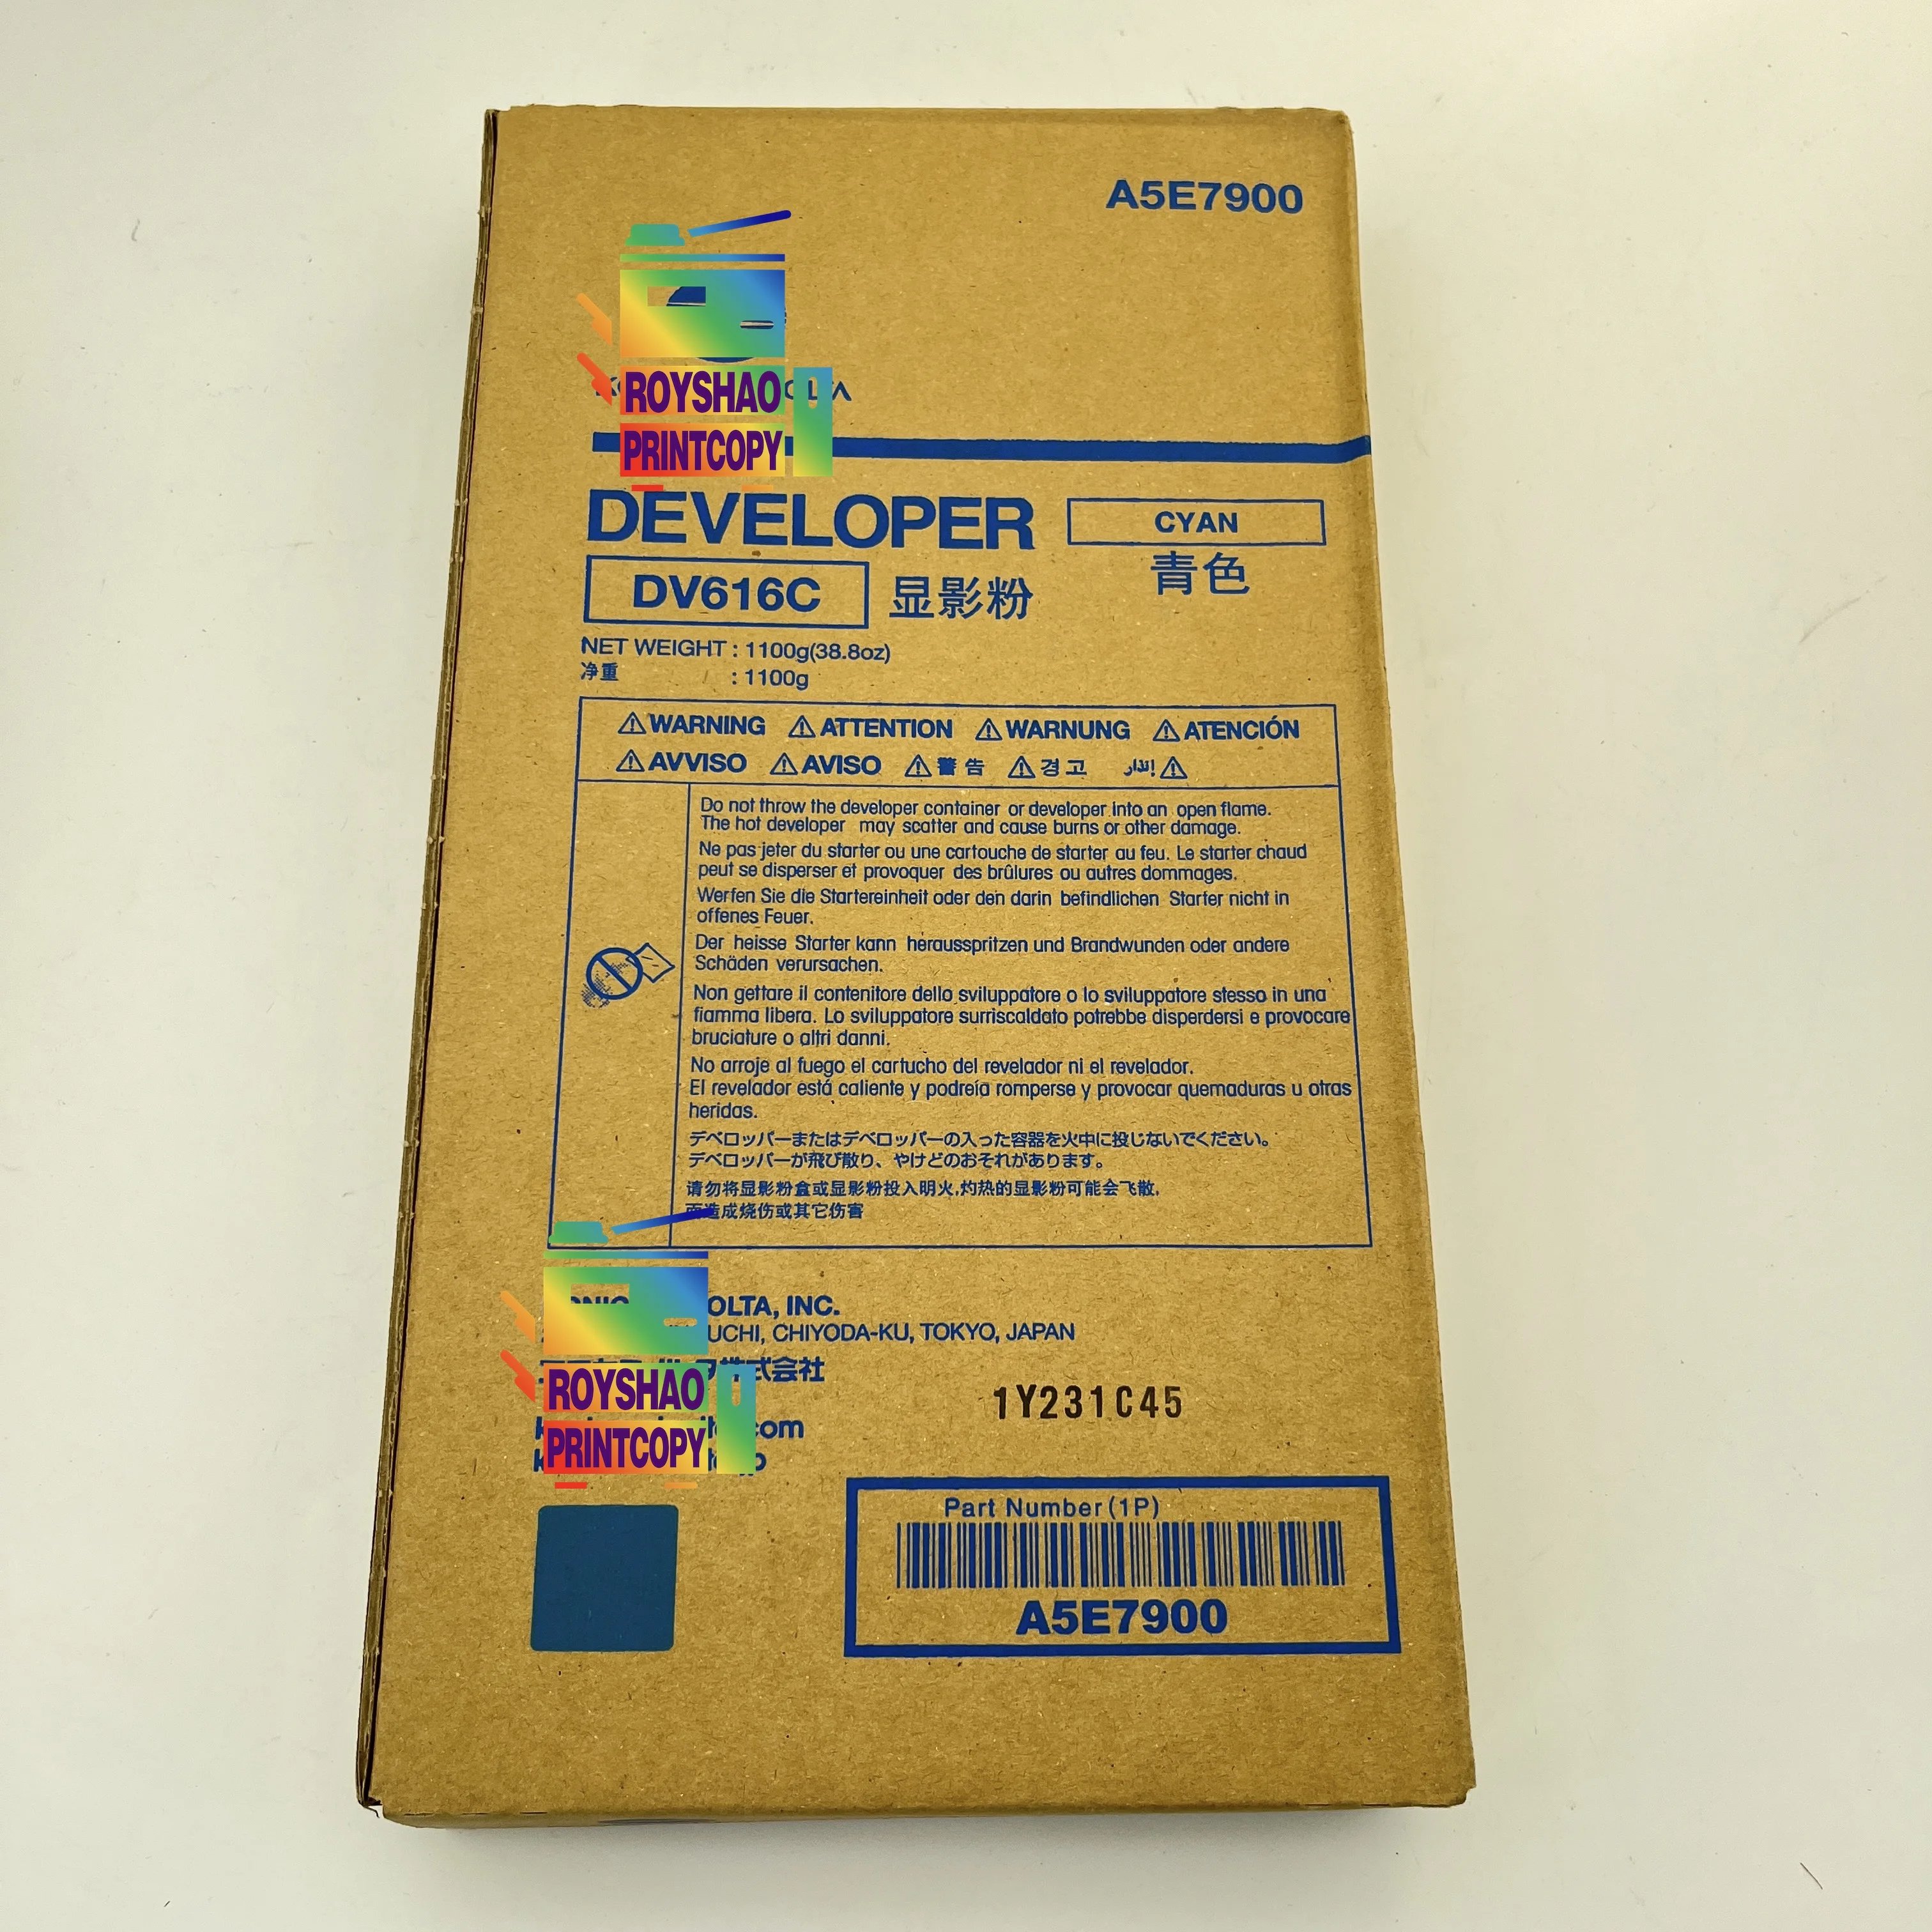 A5E7900
ROYSHAO
PRINTCOPY
DEVELOPER
CYAN
青色
DV616C 显影粉
NET WEIGHT : 1100g(38.8oz)
净重 : 1100g
⚠WARNING ⚠ATTENTION ⚠WARNUNG ⚠ATENCIÓN
⚠AVVISO ⚠AVISO ⚠警告 ⚠경고 إنذار⚠
Do not throw the developer container or developer into an open flame.
The hot developer may scatter and cause burns or other damage.
Ne pas jeter du starter ou une cartouche de starter au feu. Le starter chaud
peut se disperser et provoquer des brûlures ou autres dommages.
Werfen Sie die Startereinheit oder den darin befindlichen Starter nicht in
offenes Feuer.
Der heisse Starter kann herausspritzen und Brandwunden oder andere
Schäden verursachen.
Non gettare il contenitore dello sviluppatore o lo sviluppatore stesso in una
fiamma libera. Lo sviluppatore surriscaldato potrebbe disperdersi e provocare
bruciature o altri danni.
No arroje al fuego el cartucho del revelador ni el revelador.
El revelador está caliente y podreía romperse y provocar quemaduras u otras
heridas.
デベロッパーまたはデベロッパーの入った容器を火中に投じないでください。
デベロッパーが飛び散り、やけどのおそれがあります。
请勿将显影粉盒或显影粉投入明火,灼热的显影粉可能会飞散,
而造成烧伤或其它伤害
OLTA, INC.
UCHI, CHIYODA-KU, TOKYO, JAPAN
式会社
ROYSHAO
PRINTCOPY
com
1Y231C45
Part Number(1P)
A5E7900